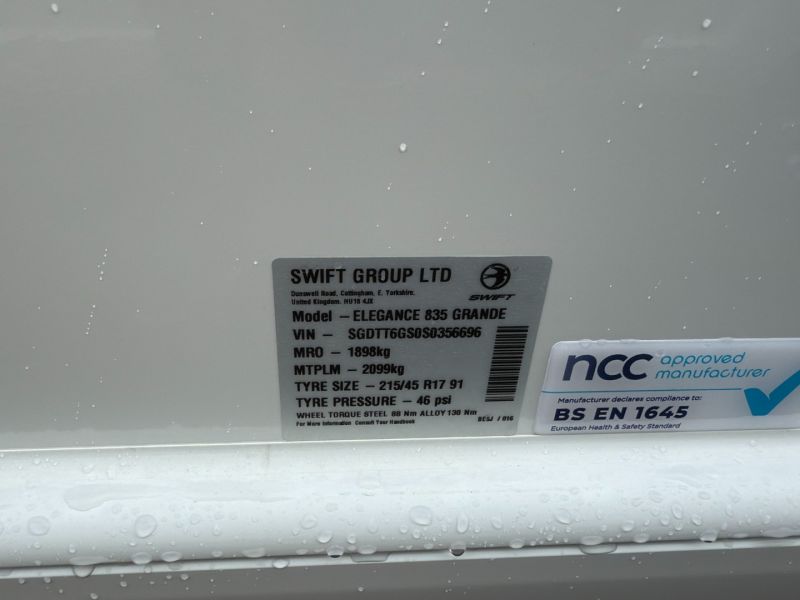 SWIFT GROUP LTD
SWIFT
Dunswell Road, Cottingham, E. Yorkshire.
United Kingdom. HU16 4JX
Model – ELEGANCE 835 GRANDE
VIN – SGDTT6GS0S0356696
MRO – 1898kg
MTPLM – 2099kg
TYRE SIZE – 215/45 R17 91
TYRE PRESSURE – 46 psi
WHEEL TORQUE STEEL 88 Nm ALLOY 130 Nm
For More Information Consult Your Handbook
ncc approved
manufacturer
Manufacturer declares compliance to:
BS EN 1645
European Health & Safety Standard